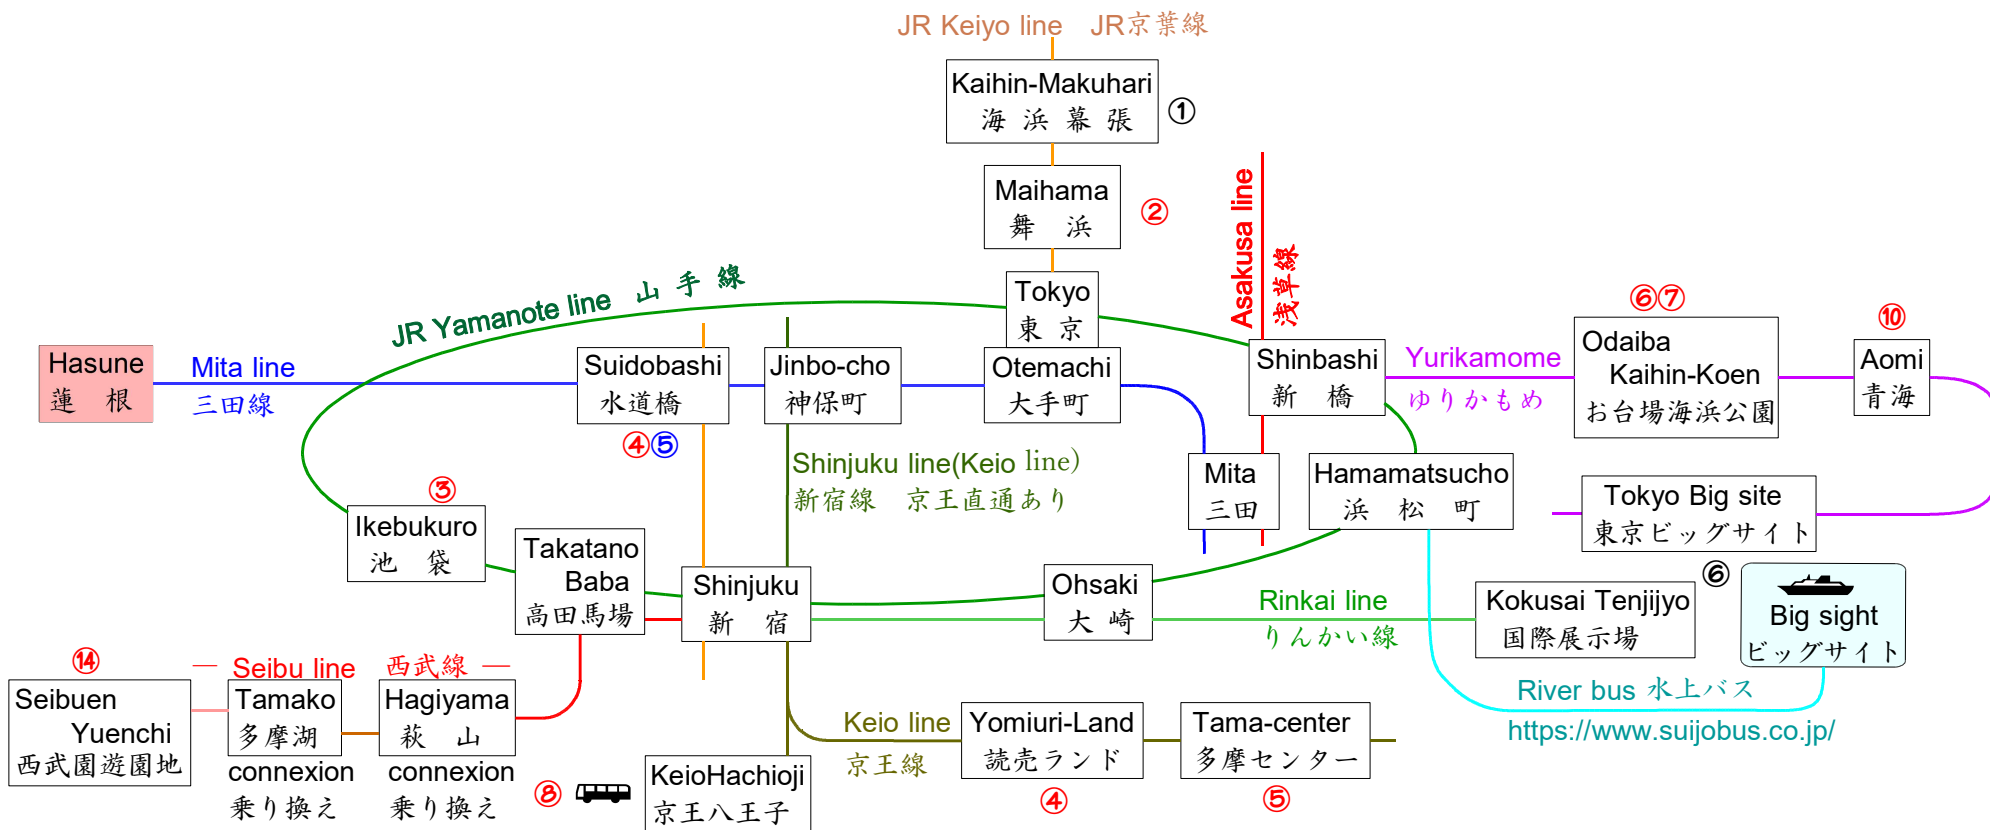 JR Keiyo line JR京葉線
Kaihin-Makuhari
海浜幕張
①
Maihama
舞浜
②
Asakusa line
浅草線
JR Yamanote line 山手線
Tokyo
東京
⑥⑦
⑩
Hasune
蓮根
Mita line
三田線
Suidobashi
水道橋
④⑤
Jinbo-cho
神保町
Otemachi
大手町
Shinbashi
新橋
Yurikamome
ゆりかもめ
Odaiba
Kaihin-Koen
お台場海浜公園
Aomi
青海
Shinjuku line(Keio line)
新宿線 京王直通あり
Mita
三田
Hamamatsucho
浜松町
Tokyo Big site
東京ビッグサイト
⑥
③
Ikebukuro
池袋
Takatano
Baba
高田馬場
Shinjuku
新宿
Ohsaki
大崎
Rinkai line
りんかい線
Kokusai Tenjijyo
国際展示場
Big sight
ビッグサイト
⑭
Seibu line 西武線
Seibuen
Yuenchi
西武園遊園地
Tamako
多摩湖
connexion
乗り換え
Hagiyama
萩山
connexion
乗り換え
⑧
KeioHachioji
京王八王子
Keio line
京王線
Yomiuri-Land
読売ランド
④
Tama-center
多摩センター
⑤
River bus 水上バス
https://www.suijobus.co.jp/